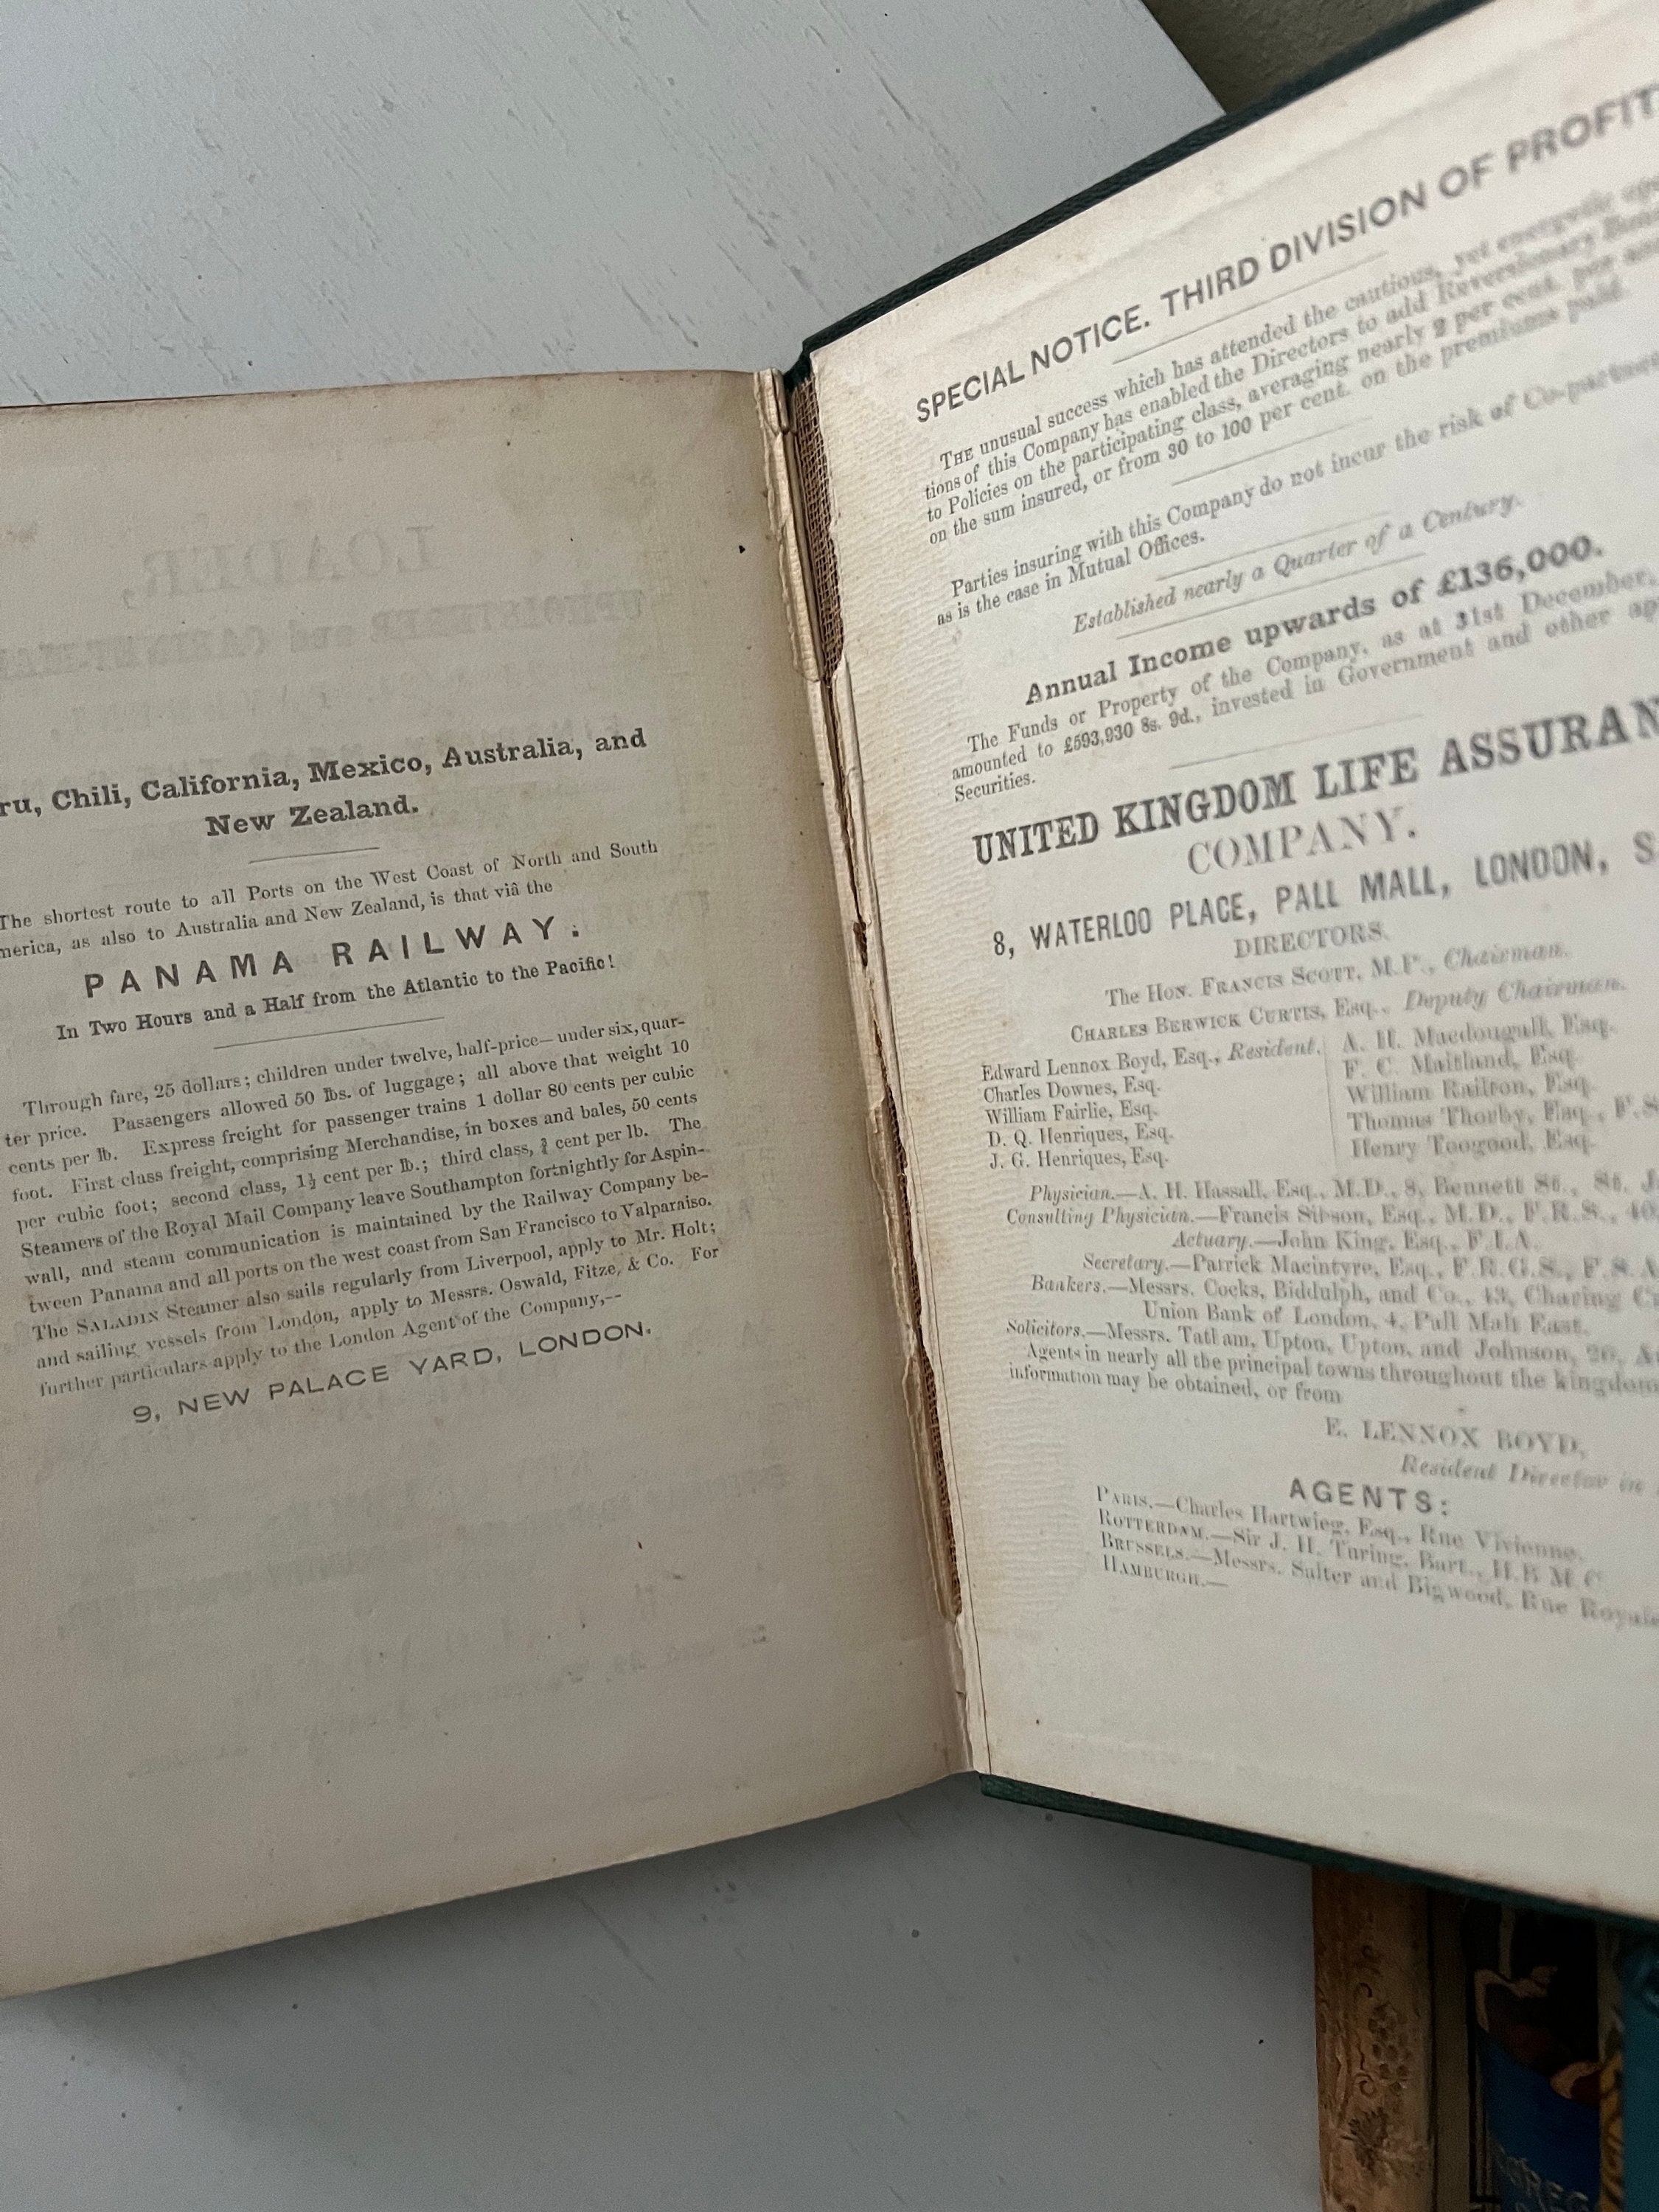 ru, Chili, California, Mexico, Australia, and
New Zealand.
The shortest route to all Ports on the West Coast of North and South
merica, as also to Australia and New Zealand, is that viâ the
PANAMA RAILWAY.
In Two Hours and a Half from the Atlantic to the Pacific!
Through fare, 25 dollars; children under twelve, half-price—under six, quar-
ter price. Passengers allowed 50 lbs. of luggage; all above that weight 10
cents per lb. Express freight for passenger trains 1 dollar 80 cents per cubic
foot. First class freight, comprising Merchandise, in boxes and bales, 50 cents
per cubic foot; second class, 1½ cent per lb.; third class, ¾ cent per lb. The
Steamers of the Royal Mail Company leave Southampton fortnightly for Aspin-
wall, and steam communication is maintained by the Railway Company be-
tween Panama and all ports on the west coast from San Francisco to Valparaiso.
The SALADIN Steamer also sails regularly from Liverpool, apply to Mr. Holt;
and sailing vessels from London, apply to Messrs. Oswald, Fitze, & Co. For
further particulars apply to the London Agent of the Company,--
9, NEW PALACE YARD, LONDON.
SPECIAL NOTICE. THIRD DIVISION OF PROFIT
THE unusual success which has attended the cautious, yet energetic ope
tions of this Company has enabled the Directors to add Reversionary Bon
to Policies on the participating class, averaging nearly 2 per cent. per an
on the sum insured, or from 30 to 100 per cent. on the premiums paid.
Parties insuring with this Company do not incur the risk of Co-partne
as is the case in Mutual Offices.
Established nearly a Quarter of a Century.
Annual Income upwards of £136,000.
The Funds or Property of the Company, as at 31st December,
amounted to £593,930 8s. 9d., invested in Government and other ap
Securities.
UNITED KINGDOM LIFE ASSURAN
COMPANY.
8, WATERLOO PLACE, PALL MALL, LONDON, S.
DIRECTORS.
The HON. FRANCIS SCOTT, M.P., Chairman.
CHARLES BERWICK CURTIS, Esq., Deputy Chairman.
Edward Lennox Boyd, Esq., Resident.
Charles Downes, Esq.
William Fairlie, Esq.
D. Q. Henriques, Esq.
J. G. Henriques, Esq.
A. H. Macdougall, Esq.
F. C. Maitland, Esq.
William Railton, Esq.
Thomas Thorby, Esq., F.S
Henry Toogood, Esq.
Physician.—A. H. Hassall, Esq., M.D., 8, Bennett St., St. J
Consulting Physician.—Francis Sibson, Esq., M.D., F.R.S., 40,
Actuary.—John King, Esq., F.I.A.
Secretary.—Patrick Macintyre, Esq., F.R.G.S., F.S.A
Bankers.—Messrs. Cocks, Biddulph, and Co., 43, Charing C
Union Bank of London, 4, Pall Mall East.
Solicitors.—Messrs. Tatham, Upton, Upton, and Johnson, 20, A
Agents in nearly all the principal towns throughout the kingdom
information may be obtained, or from
E. LENNOX BOYD,
Resident Director in
AGENTS:
PARIS.—Charles Hartwieg, Esq., Rue Vivienne.
ROTTERDAM.—Sir J. H. Turing, Bart., H.B M.C
BRUSSELS.—Messrs. Salter and Bigwood, Rue Royale
HAMBURGH.—